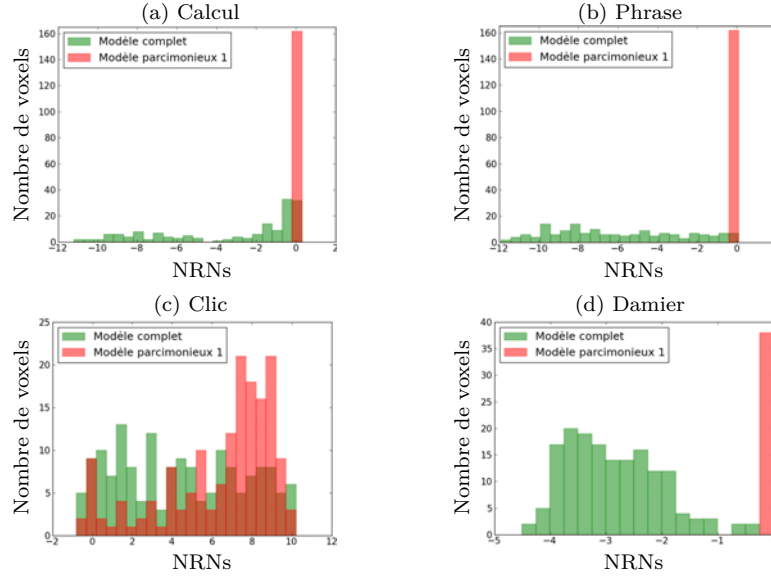 (a) Calcul
Nombre de voxels
160
140
120
100
80
60
40
20
0
Modèle complet
Modèle parcimonieux 1
−12 −10 −8 −6 −4 −2 0 2
NRNs
(b) Phrase
Nombre de voxels
160
140
120
100
80
60
40
20
0
Modèle complet
Modèle parcimonieux 1
−12 −10 −8 −6 −4 −2 0
NRNs
(c) Clic
Nombre de voxels
25
20
15
10
5
0
Modèle complet
Modèle parcimonieux 1
−2 0 2 4 6 8 10 12
NRNs
(d) Damier
Nombre de voxels
40
35
30
25
20
15
10
5
0
Modèle complet
Modèle parcimonieux 1
−5 −4 −3 −2 −1
NRNs